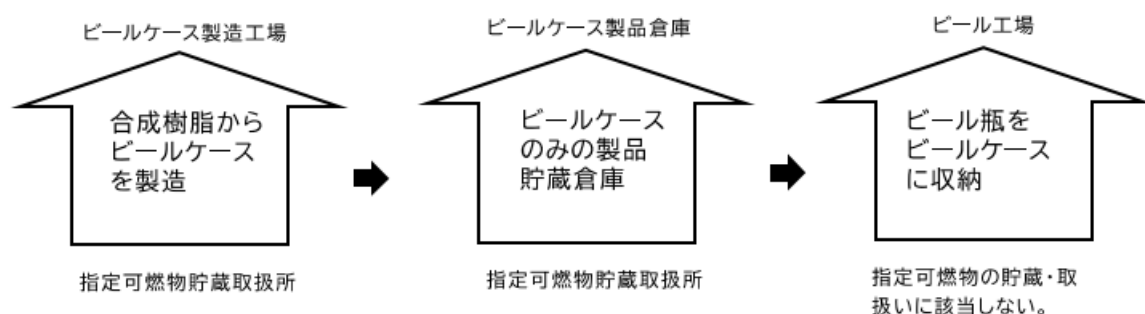 ビールケース製造工場
合成樹脂から
ビールケース
を製造
指定可燃物貯蔵取扱所
ビールケース製品倉庫
ビールケース
のみの製品
貯蔵倉庫
指定可燃物貯蔵取扱所
ビール工場
ビール瓶を
ビールケース
に収納
指定可燃物の貯蔵・取
扱いに該当しない。